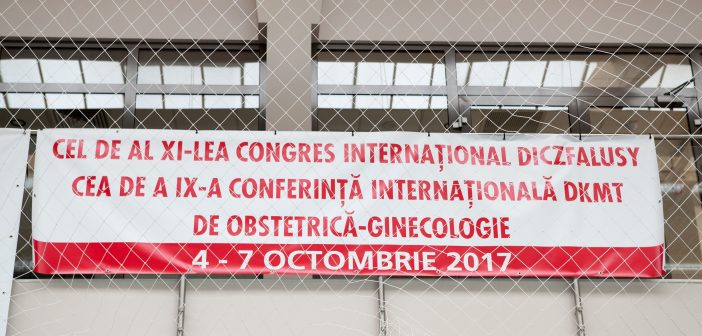 CEL DE AL XI-LEA CONGRES INTERNAȚIONAL DICZFALUSY
CEA DE A IX-A CONFERINȚĂ INTERNAȚIONALĂ DKMT
DE OBSTETRICĂ-GINECOLOGIE
4 - 7 OCTOMBRIE 2017